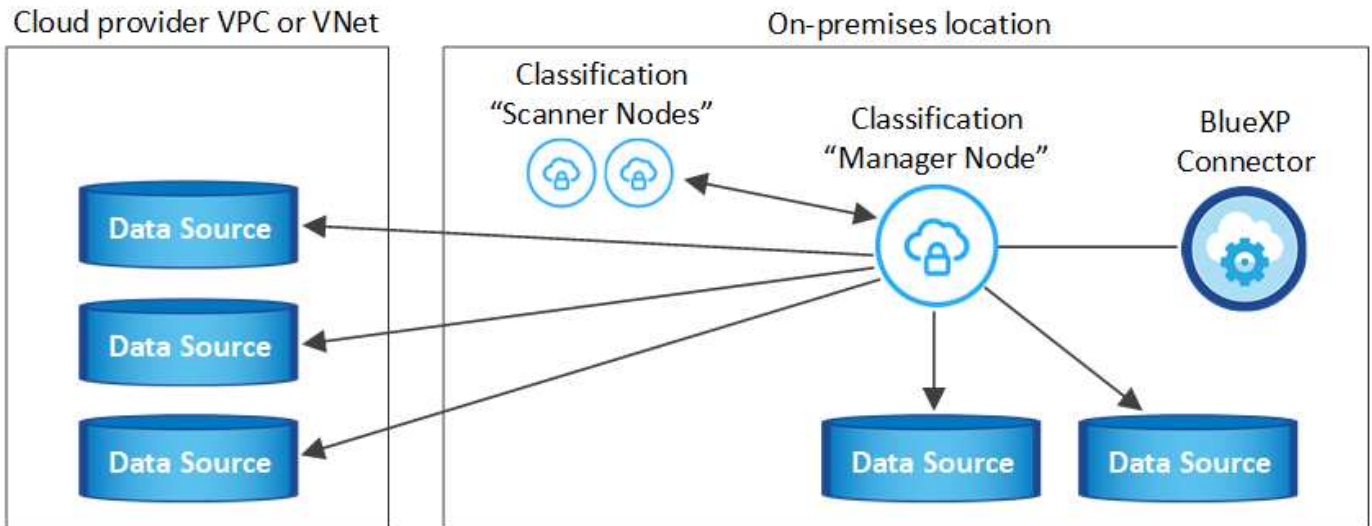 Cloud provider VPC or VNet
On-premises location
Classification
“Scanner Nodes”
Classification
“Manager Node”
BlueXP
Connector
Data Source
Data Source
Data Source
Data Source
Data Source